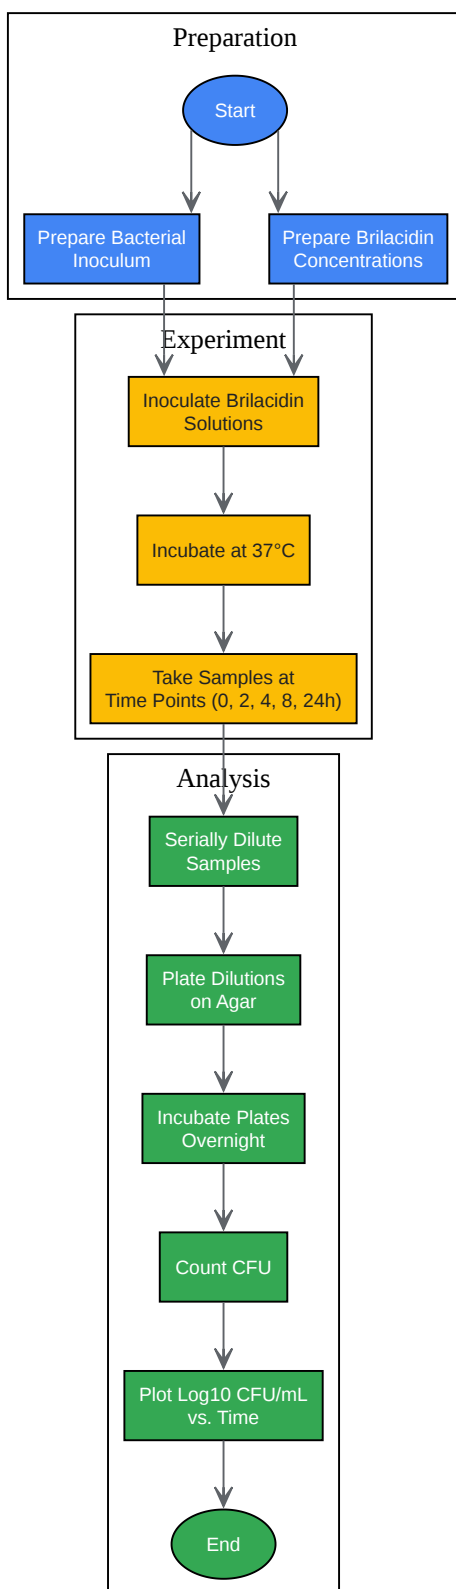 Preparation
Start
Prepare Bacterial
Inoculum
Prepare Brilacidin
Concentrations
Experiment
Inoculate Brilacidin
Solutions
Incubate at 37°C
Take Samples at
Time Points (0, 2, 4, 8, 24h)
Analysis
Serially Dilute
Samples
Plate Dilutions
on Agar
Incubate Plates
Overnight
Count CFU
Plot Log10 CFU/mL
vs. Time
End